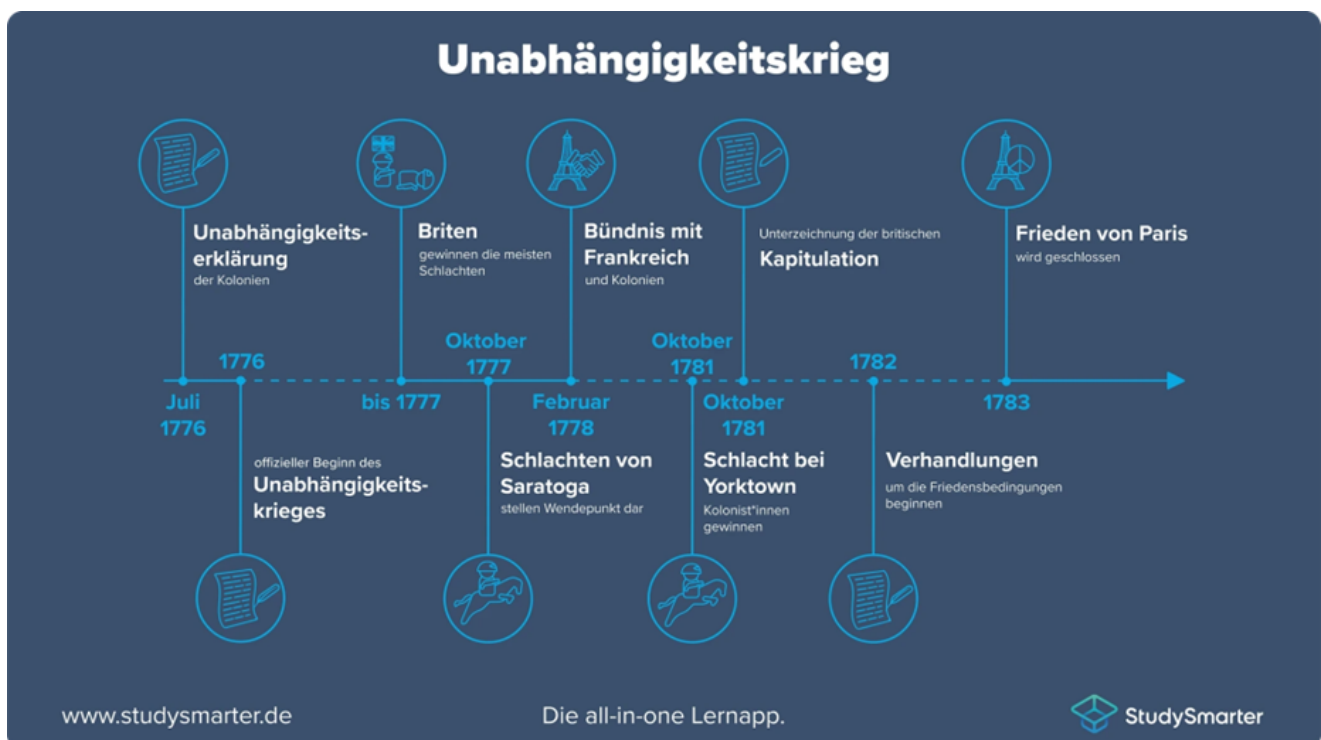 Unabhängigkeitskrieg
Unabhängigkeits-
erklärung
der Kolonien
Briten
gewinnen die meisten
Schlachten
Bündnis mit
Frankreich
und Kolonien
Unterzeichnung der britischen
Kapitulation
Frieden von Paris
wird geschlossen
1776
Oktober
1777
Oktober
1781
1782
Juli
1776
bis 1777
Februar
1778
Oktober
1781
1783
offizieller Beginn des
Unabhängigkeits-
krieges
Schlachten von
Saratoga
stellen Wendepunkt dar
Schlacht bei
Yorktown
Kolonist*innen
gewinnen
Verhandlungen
um die Friedensbedingungen
beginnen
www.studysmarter.de
Die all-in-one Lernapp.
StudySmarter